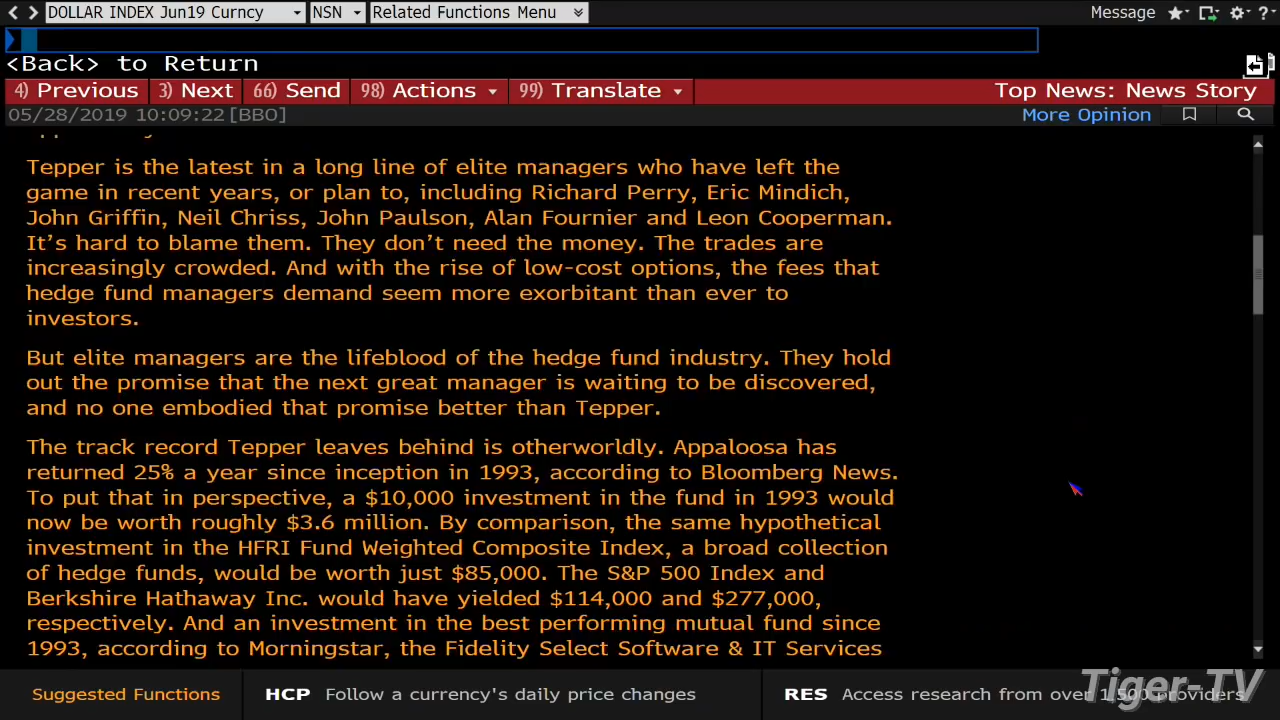 DOLLAR INDEX Jun19 Curncy NSN Related Functions Menu Message ?
<Back> to Return
4) Previous 3) Next 66) Send 98) Actions 99) Translate Top News: News Story
05/28/2019 10:09:22 [BBO] More Opinion
Tepper is the latest in a long line of elite managers who have left the
game in recent years, or plan to, including Richard Perry, Eric Mindich,
John Griffin, Neil Chriss, John Paulson, Alan Fournier and Leon Cooperman.
It's hard to blame them. They don't need the money. The trades are
increasingly crowded. And with the rise of low-cost options, the fees that
hedge fund managers demand seem more exorbitant than ever to
investors.
But elite managers are the lifeblood of the hedge fund industry. They hold
out the promise that the next great manager is waiting to be discovered,
and no one embodied that promise better than Tepper.
The track record Tepper leaves behind is otherworldly. Appaloosa has
returned 25% a year since inception in 1993, according to Bloomberg News.
To put that in perspective, a $10,000 investment in the fund in 1993 would
now be worth roughly $3.6 million. By comparison, the same hypothetical
investment in the HFRI Fund Weighted Composite Index, a broad collection
of hedge funds, would be worth just $85,000. The S&P 500 Index and
Berkshire Hathaway Inc. would have yielded $114,000 and $277,000,
respectively. And an investment in the best performing mutual fund since
1993, according to Morningstar, the Fidelity Select Software & IT Services
Suggested Functions HCP Follow a currency's daily price changes RES Access research from over 1,500 providers
Tiger-TV